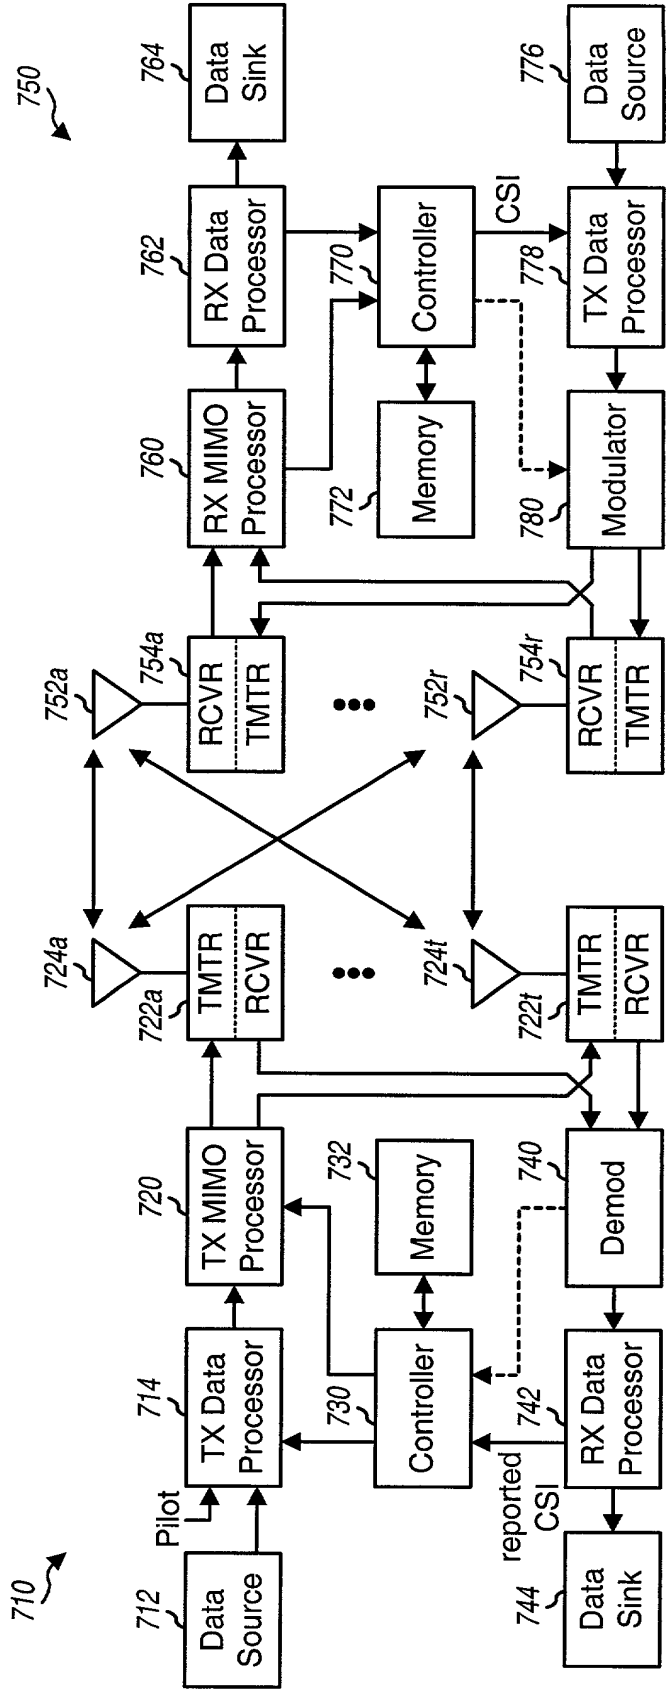 710
712
Data
Source
Pilot
714
TX Data
Processor
720
TX MIMO
Processor
722a
TMTR
RCVR
724a
752a
754a
RCVR
TMTR
760
RX MIMO
Processor
762
RX Data
Processor
764
Data
Sink
750
730
Controller
732
Memory
772
Memory
770
Controller
reported
CSI
CSI
744
Data
Sink
742
RX Data
Processor
740
Demod
722t
TMTR
RCVR
724t
752r
754r
RCVR
TMTR
780
Modulator
778
TX Data
Processor
776
Data
Source